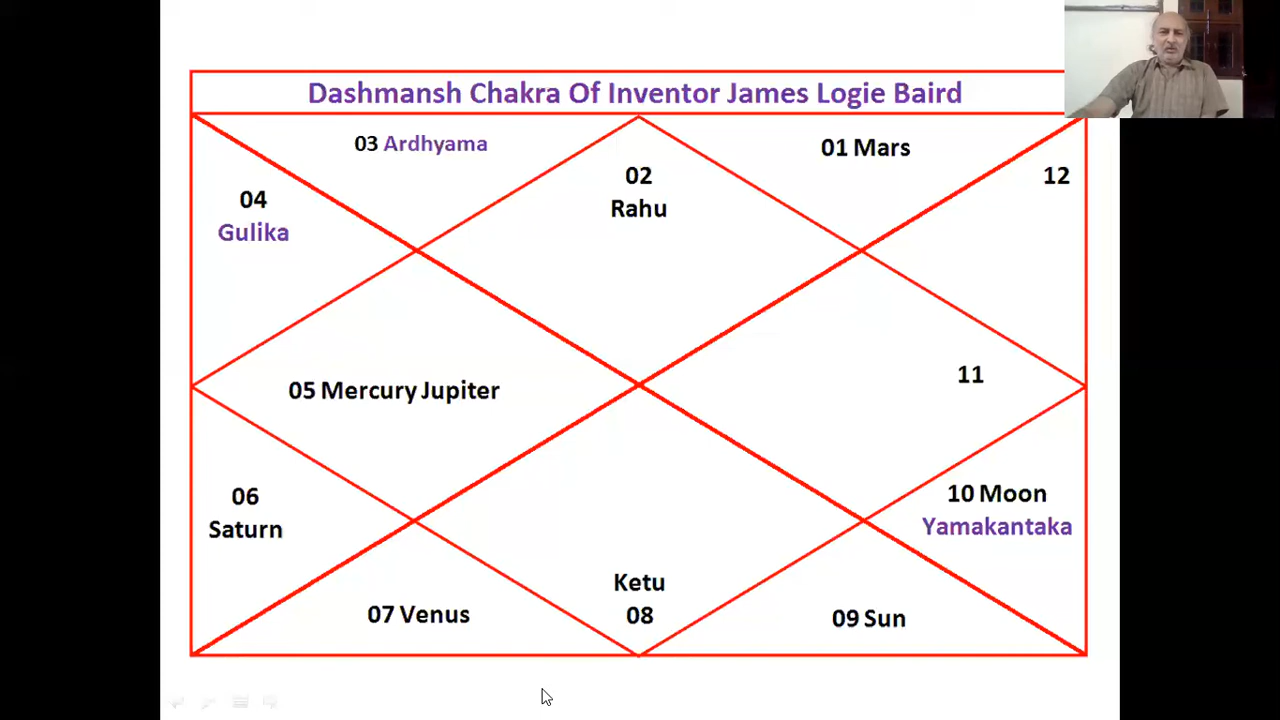 Dashmansh Chakra Of Inventor James Logie Baird
03 Ardhyama
01 Mars
02
Rahu
12
04
Gulika
05 Mercury Jupiter
11
06
Saturn
10 Moon
Yamakantaka
07 Venus
Ketu
08
09 Sun